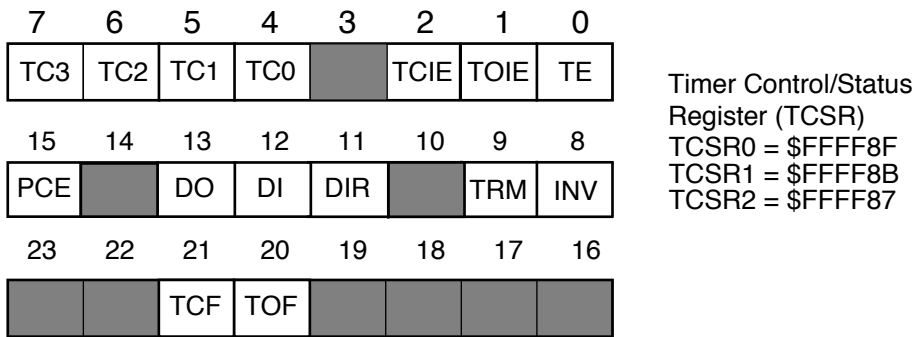 7 6 5 4 3 2 1 0
TC3 TC2 TC1 TC0 TCIE TOIE TE
15 14 13 12 11 10 9 8
PCE DO DI DIR TRM INV
23 22 21 20 19 18 17 16
TCF TOF
Timer Control/Status
Register (TCSR)
TCSR0 = $FFFF8F
TCSR1 = $FFFF8B
TCSR2 = $FFFF87